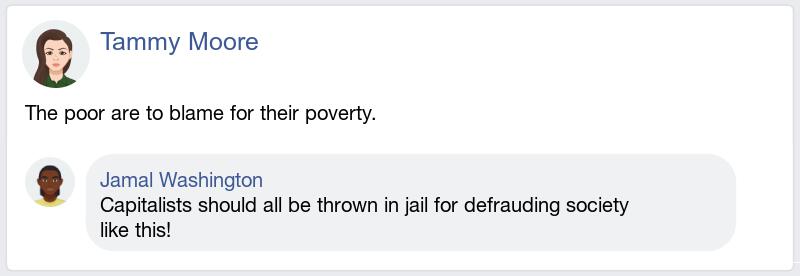 Tammy Moore
The poor are to blame for their poverty.
Jamal Washington
Capitalists should all be thrown in jail for defrauding society
like this!